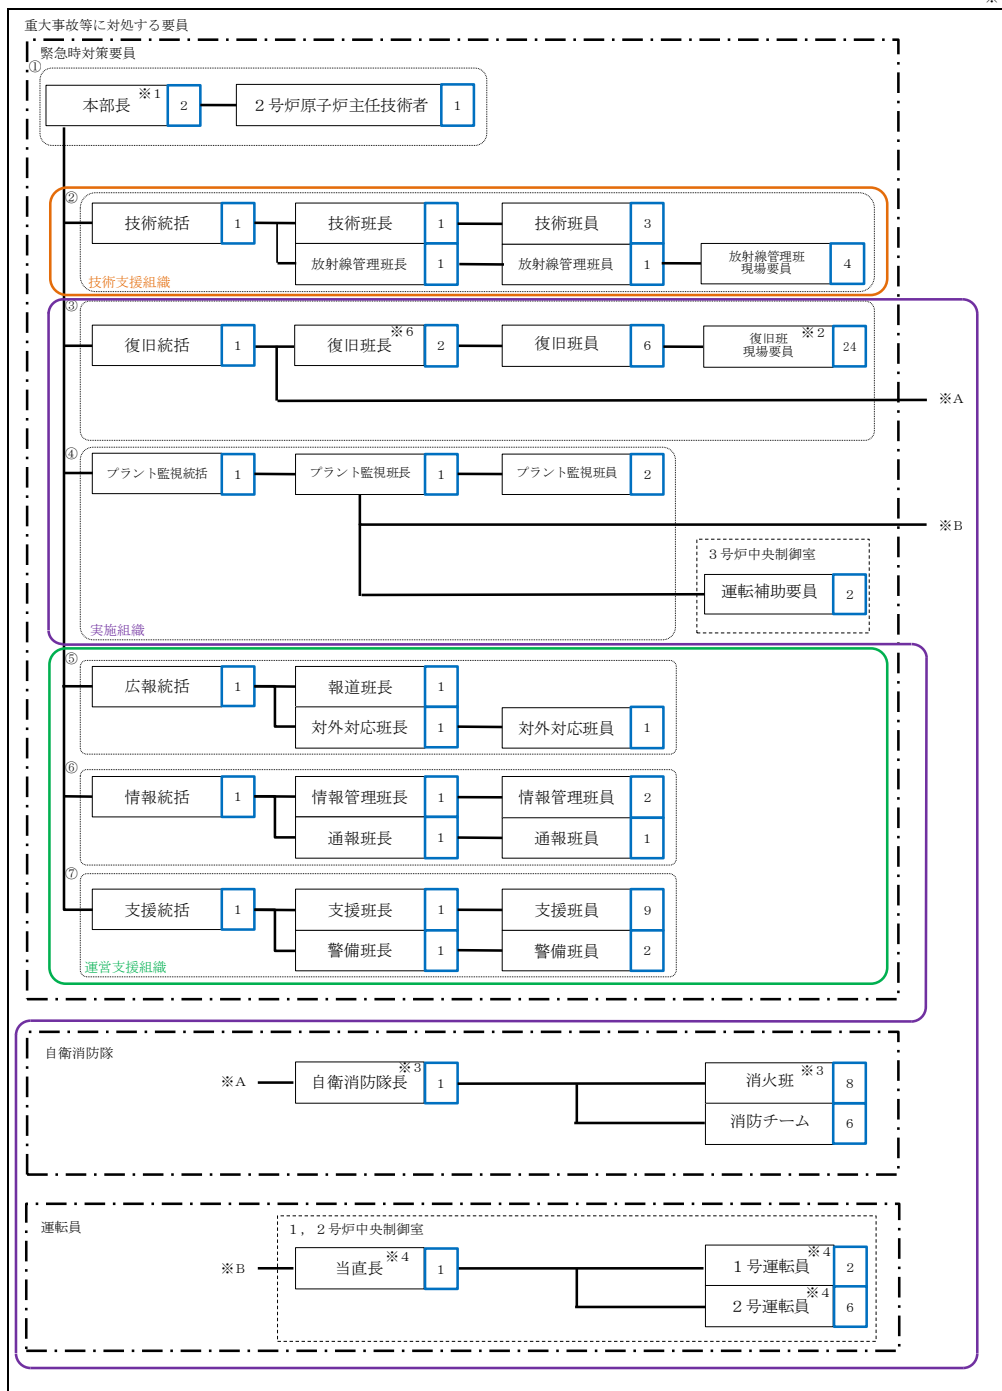 ※
重大事故等に対処する要員
緊急時対策要員
①
本部長 ※1 2 2号炉原子炉主任技術者 1
②
技術統括 1 技術班長 1 技術班員 3
放射線管理班長 1 放射線管理班員 1 放射線管理班
現場要員 4
技術支援組織
③
復旧統括 1 復旧班長 ※6 2 復旧班員 6 復旧班
現場要員 ※2 24
※A
④
プラント監視統括 1 プラント監視班長 1 プラント監視班員 2
※B
3号炉中央制御室
運転補助要員 2
実施組織
⑤
広報統括 1 報道班長 1
対外対応班長 1 対外対応班員 1
⑥
情報統括 1 情報管理班長 1 情報管理班員 2
通報班長 1 通報班員 1
⑦
支援統括 1 支援班長 1 支援班員 9
警備班長 1 警備班員 2
運営支援組織
自衛消防隊
※A 自衛消防隊長 ※3 1 消火班 ※3 8
消防チーム 6
運転員
1,2号炉中央制御室
※B 当直長 ※4 1 1号運転員 ※4 2
2号運転員 ※4 6